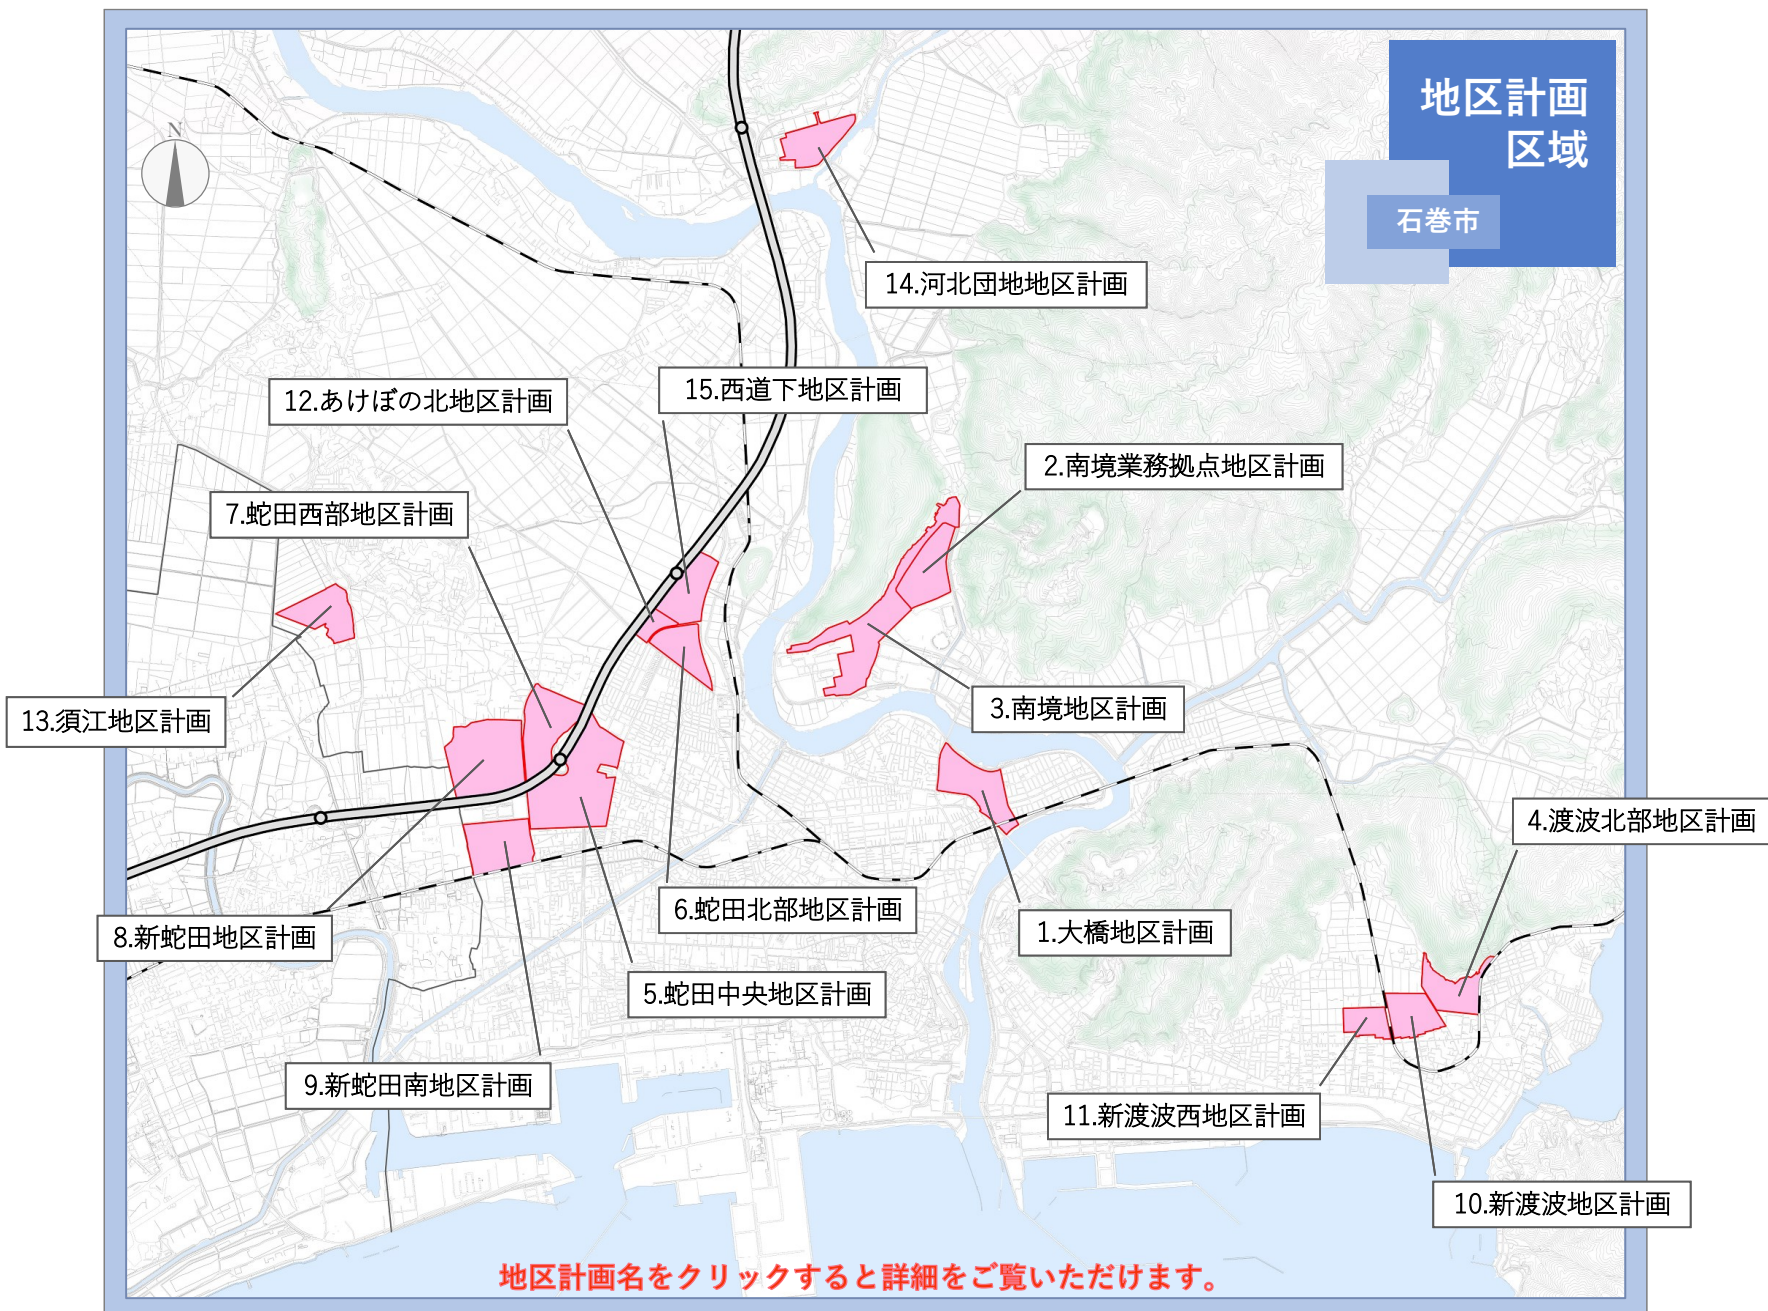 地区計画
区域
石巻市
N
14.河北団地地区計画
15.西道下地区計画
12.あけぼの北地区計画
2.南境業務拠点地区計画
7.蛇田西部地区計画
3.南境地区計画
13.須江地区計画
4.渡波北部地区計画
6.蛇田北部地区計画
1.大橋地区計画
8.新蛇田地区計画
5.蛇田中央地区計画
9.新蛇田南地区計画
11.新渡波西地区計画
10.新渡波地区計画
地区計画名をクリックすると詳細をご覧いただけます。